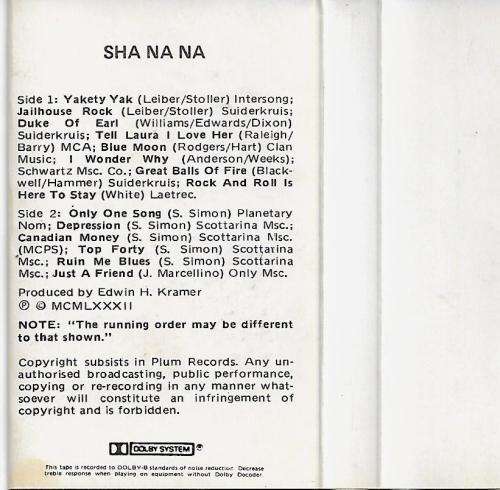 SHA NA NA
Side 1: Yakety Yak (Leiber/Stoller) Intersong;
Jailhouse Rock (Leiber/Stoller) Suiderkruis;
Duke Of Earl (Williams/Edwards/Dixon)
Suiderkruis; Tell Laura I Love Her (Raleigh/
Barry) MCA; Blue Moon (Rodgers/Hart) Clan
Music; I Wonder Why (Anderson/Weeks);
Schwartz Msc. Co.; Great Balls Of Fire (Black-
well/Hammer) Suiderkruis; Rock And Roll Is
Here To Stay (White) Laetrec.
Side 2: Only One Song (S. Simon) Planetary
Nom; Depression (S. Simon) Scottarina Msc.;
Canadian Money (S. Simon) Scottarina Msc.
(MCPS); Top Forty (S. Simon) Scottarina
Msc.; Ruin Me Blues (S. Simon) Scottarina
Msc.; Just A Friend (J. Marcellino) Only Msc.
Produced by Edwin H. Kramer
℗ © MCMLXXXII
NOTE: "The running order may be different
to that shown."
Copyright subsists in Plum Records. Any un-
authorised broadcasting, public performance,
copying or re-recording in any manner what-
soever will constitute an infringement of
copyright and is forbidden.
DOLBY SYSTEM ®
This tape is recorded to DOLBY-B standards of noise reduction. Decrease
treble response when playing on equipment without Dolby Decoder.